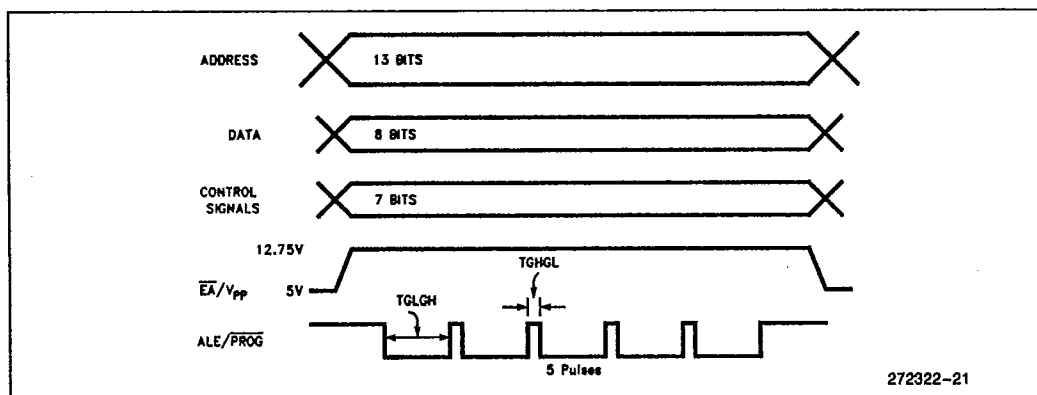 ADDRESS
13 BITS
DATA
8 BITS
CONTROL
SIGNALS
7 BITS
12.75V
TGHGL
EA/VPP
5V
TGLGH
ALE/PROG
5 Pulses
272322-21